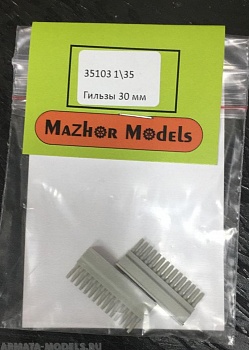 35103 1\35
Гильзы 30 мм
MAZHOR MODELS
ARMATA-MODELS.RU